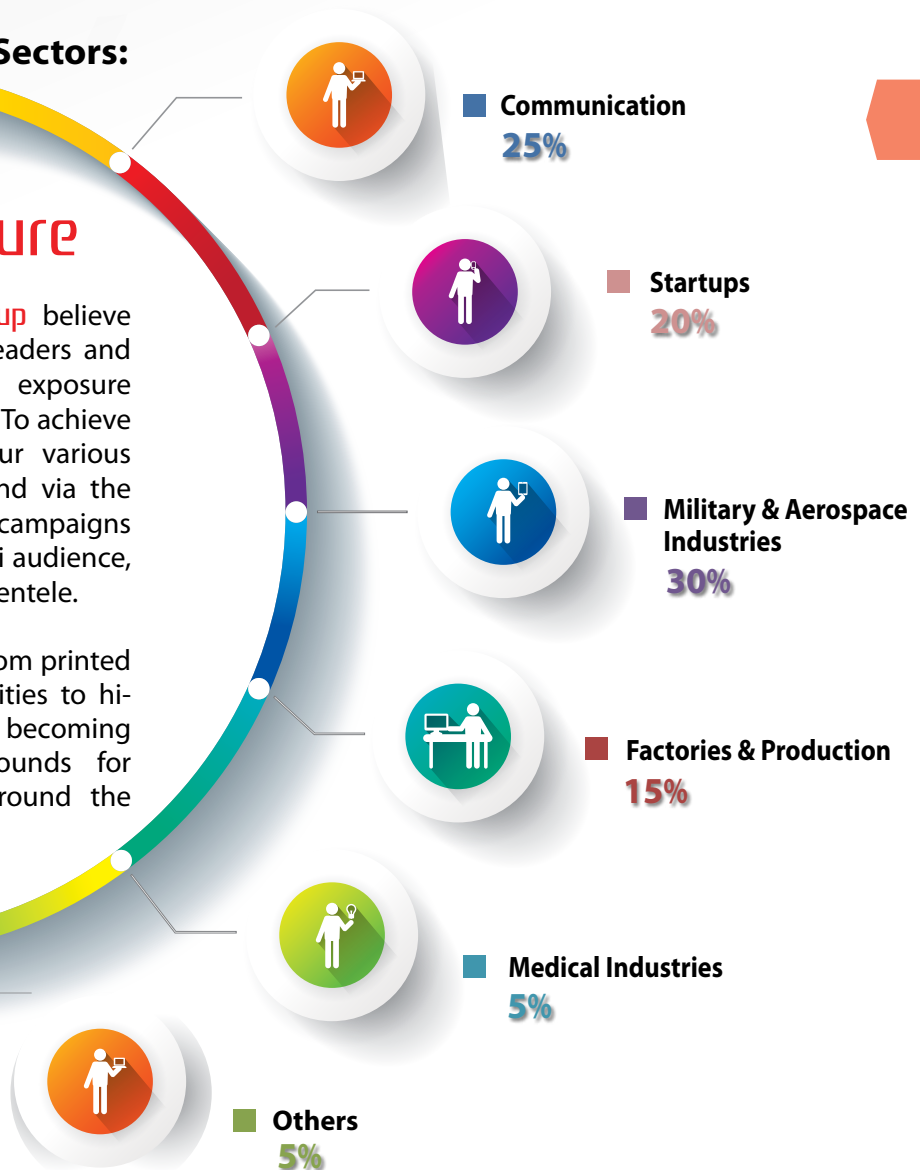 Sectors:
Communication
25%
ure
Startups
20%
up believe
eaders and
exposure
To achieve
ur various
nd via the
campaigns
i audience,
entele.
Military & Aerospace
Industries
30%
om printed
ities to hi-
becoming
ounds for
round the
Factories & Production
15%
Medical Industries
5%
Others
5%